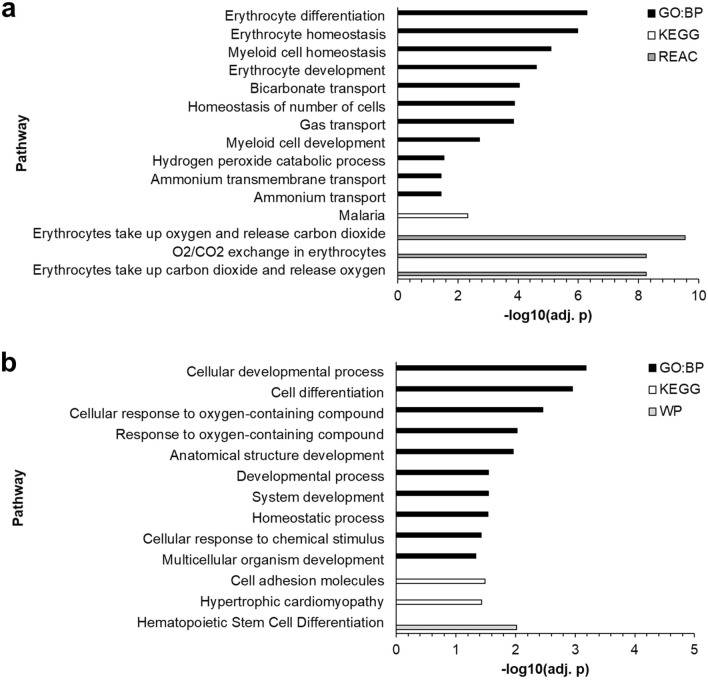 a
Erythrocyte differentiation
Erythrocyte homeostasis
Myeloid cell homeostasis
Erythrocyte development
Bicarbonate transport
Homeostasis of number of cells
Gas transport
Myeloid cell development
Hydrogen peroxide catabolic process
Ammonium transmembrane transport
Ammonium transport
Malaria
Erythrocytes take up oxygen and release carbon dioxide
O2/CO2 exchange in erythrocytes
Erythrocytes take up carbon dioxide and release oxygen
Pathway
0 2 4 6 8 10
-log10(adj. p)
GO:BP
KEGG
REAC
b
Cellular developmental process
Cell differentiation
Cellular response to oxygen-containing compound
Response to oxygen-containing compound
Anatomical structure development
Developmental process
System development
Homeostatic process
Cellular response to chemical stimulus
Multicellular organism development
Cell adhesion molecules
Hypertrophic cardiomyopathy
Hematopoietic Stem Cell Differentiation
Pathway
0 1 2 3 4 5
-log10(adj. p)
GO:BP
KEGG
WP